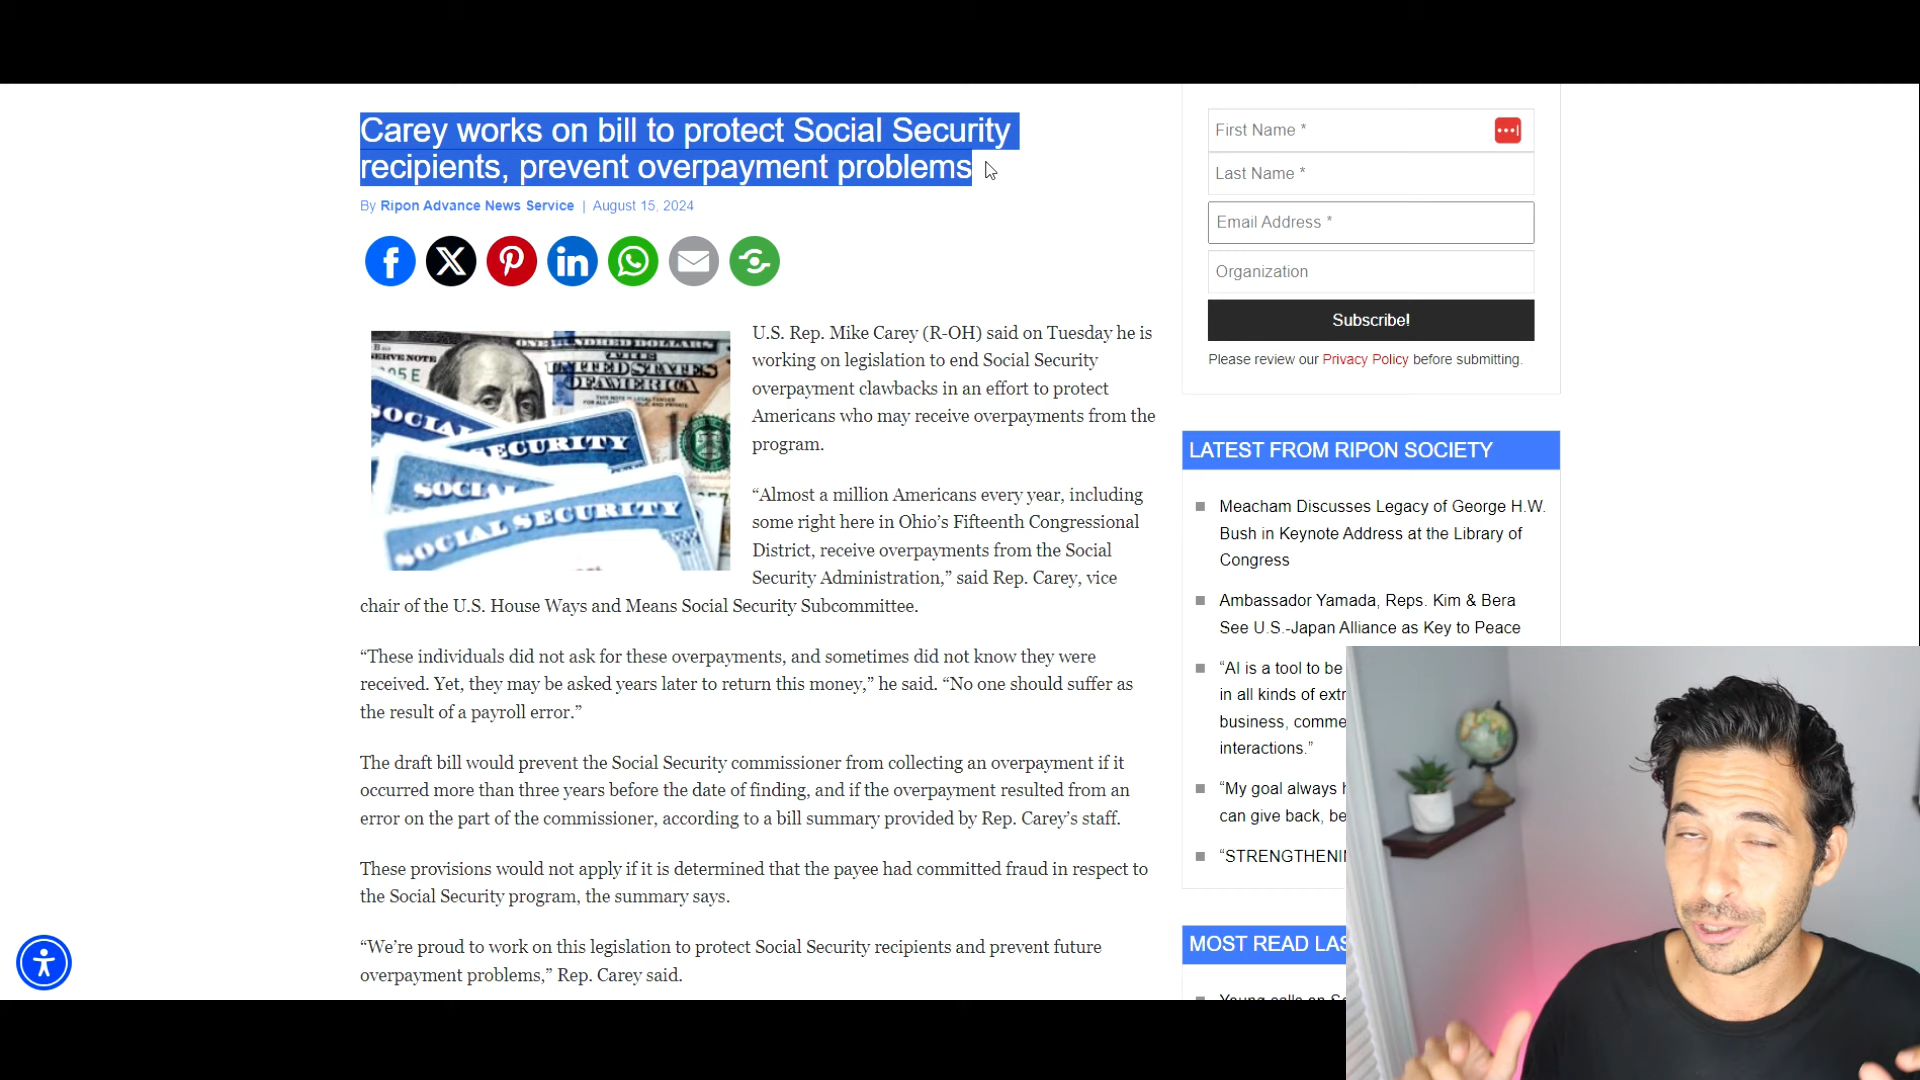 Carey works on bill to protect Social Security
recipients, prevent overpayment problems
By Ripon Advance News Service | August 15, 2024
ONE HUNDRED DOLLARS
THE
UNITED STATES
OF AMERICA
SOCIAL
SECURITY
SOCIAL
SOCIAL SECURITY
U.S. Rep. Mike Carey (R-OH) said on Tuesday he is
working on legislation to end Social Security
overpayment clawbacks in an effort to protect
Americans who may receive overpayments from the
program.
“Almost a million Americans every year, including
some right here in Ohio’s Fifteenth Congressional
District, receive overpayments from the Social
Security Administration,” said Rep. Carey, vice
chair of the U.S. House Ways and Means Social Security Subcommittee.
“These individuals did not ask for these overpayments, and sometimes did not know they were
received. Yet, they may be asked years later to return this money,” he said. “No one should suffer as
the result of a payroll error.”
The draft bill would prevent the Social Security commissioner from collecting an overpayment if it
occurred more than three years before the date of finding, and if the overpayment resulted from an
error on the part of the commissioner, according to a bill summary provided by Rep. Carey’s staff.
These provisions would not apply if it is determined that the payee had committed fraud in respect to
the Social Security program, the summary says.
“We’re proud to work on this legislation to protect Social Security recipients and prevent future
overpayment problems,” Rep. Carey said.
First Name *
Last Name *
Email Address *
Organization
Subscribe!
Please review our Privacy Policy before submitting.
LATEST FROM RIPON SOCIETY
Meacham Discusses Legacy of George H.W.
Bush in Keynote Address at the Library of
Congress
Ambassador Yamada, Reps. Kim & Bera
See U.S.-Japan Alliance as Key to Peace
“AI is a tool to be
in all kinds of
business,
interactions.”
“My goal always
can give back,
MOST READ